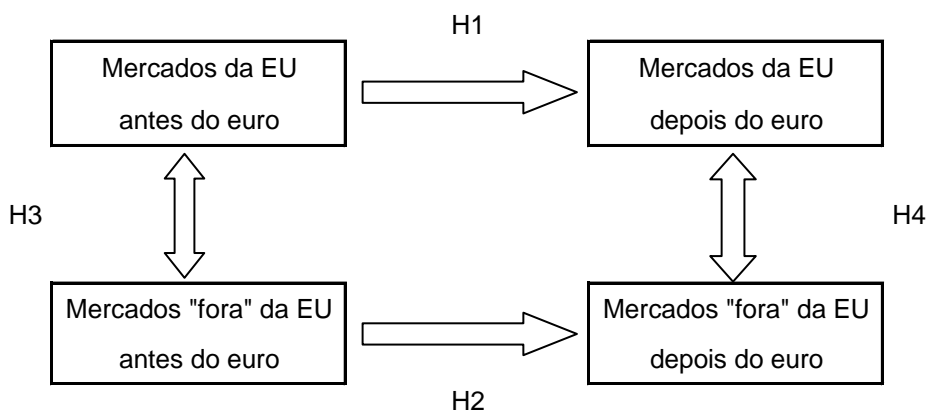 H1
Mercados da EU
antes do euro
Mercados da EU
depois do euro
H3
H4
Mercados "fora" da EU
antes do euro
Mercados "fora" da EU
depois do euro
H2